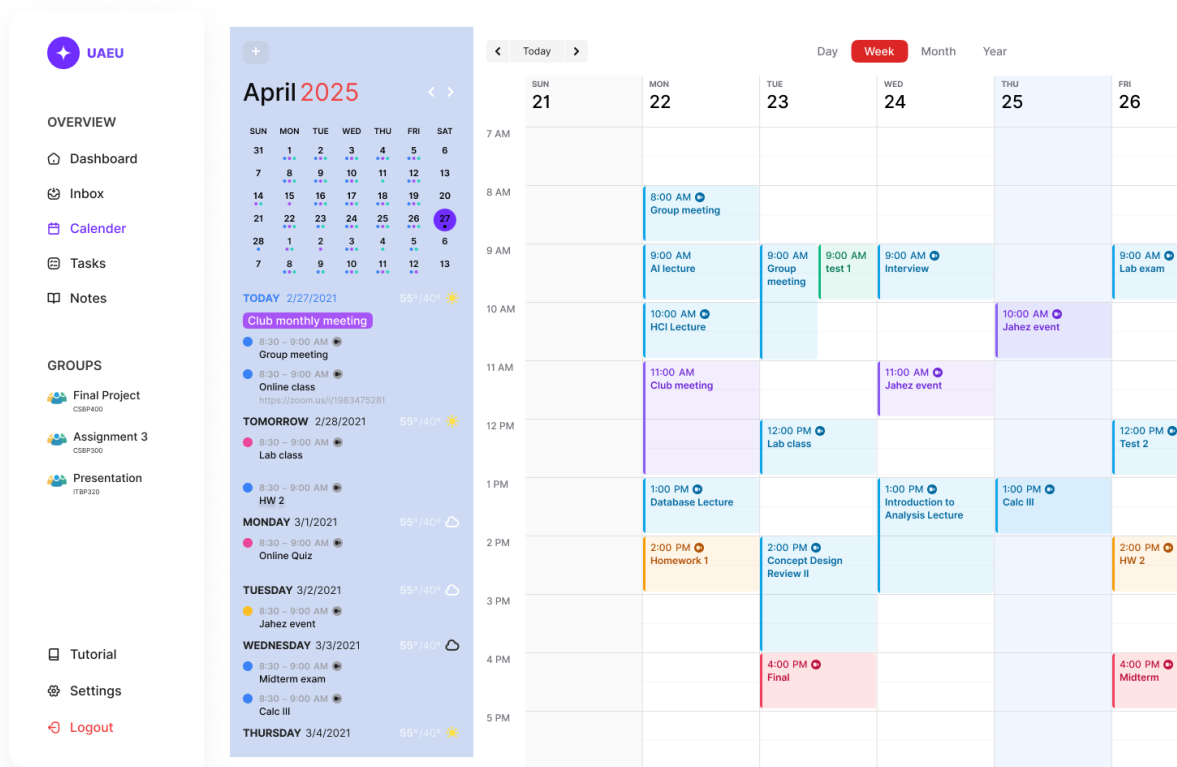 UAEU
OVERVIEW
Dashboard
Inbox
Calender
Tasks
Notes
GROUPS
Final Project
CSBP400
Assignment 3
CSBP300
Presentation
ITBP320
Tutorial
Settings
Logout
+
April 2025
SUN MON TUE WED THU FRI SAT
31 1 2 3 4 5 6
7 8 9 10 11 12 13
14 15 16 17 18 19 20
21 22 23 24 25 26 27
28 1 2 3 4 5 6
7 8 9 10 11 12 13
TODAY 2/27/2021 55º/40º
Club monthly meeting
8:30 – 9:00 AM
Group meeting
8:30 – 9:00 AM
Online class
https://zoom.us/i/1983475281
TOMORROW 2/28/2021 55º/40º
8:30 – 9:00 AM
Lab class
8:30 – 9:00 AM
HW 2
MONDAY 3/1/2021 55º/40º
8:30 – 9:00 AM
Online Quiz
TUESDAY 3/2/2021 55º/40º
8:30 – 9:00 AM
Jahez event
WEDNESDAY 3/3/2021 55º/40º
8:30 – 9:00 AM
Midterm exam
8:30 – 9:00 AM
Calc III
THURSDAY 3/4/2021 55º/40º
Today
Day Week Month Year
SUN MON TUE WED THU FRI
21 22 23 24 25 26
7 AM
8 AM
8:00 AM
Group meeting
9 AM
9:00 AM
AI lecture
9:00 AM
Group
meeting
9:00 AM
test 1
9:00 AM
Interview
9:00 AM
Lab exam
10 AM
10:00 AM
HCI Lecture
10:00 AM
Jahez event
11 AM
11:00 AM
Club meeting
11:00 AM
Jahez event
12 PM
12:00 PM
Lab class
12:00 PM
Test 2
1 PM
1:00 PM
Database Lecture
1:00 PM
Introduction to
Analysis Lecture
1:00 PM
Calc III
2 PM
2:00 PM
Homework 1
2:00 PM
Concept Design
Review II
2:00 PM
HW 2
3 PM
4 PM
4:00 PM
Final
4:00 PM
Midterm
5 PM